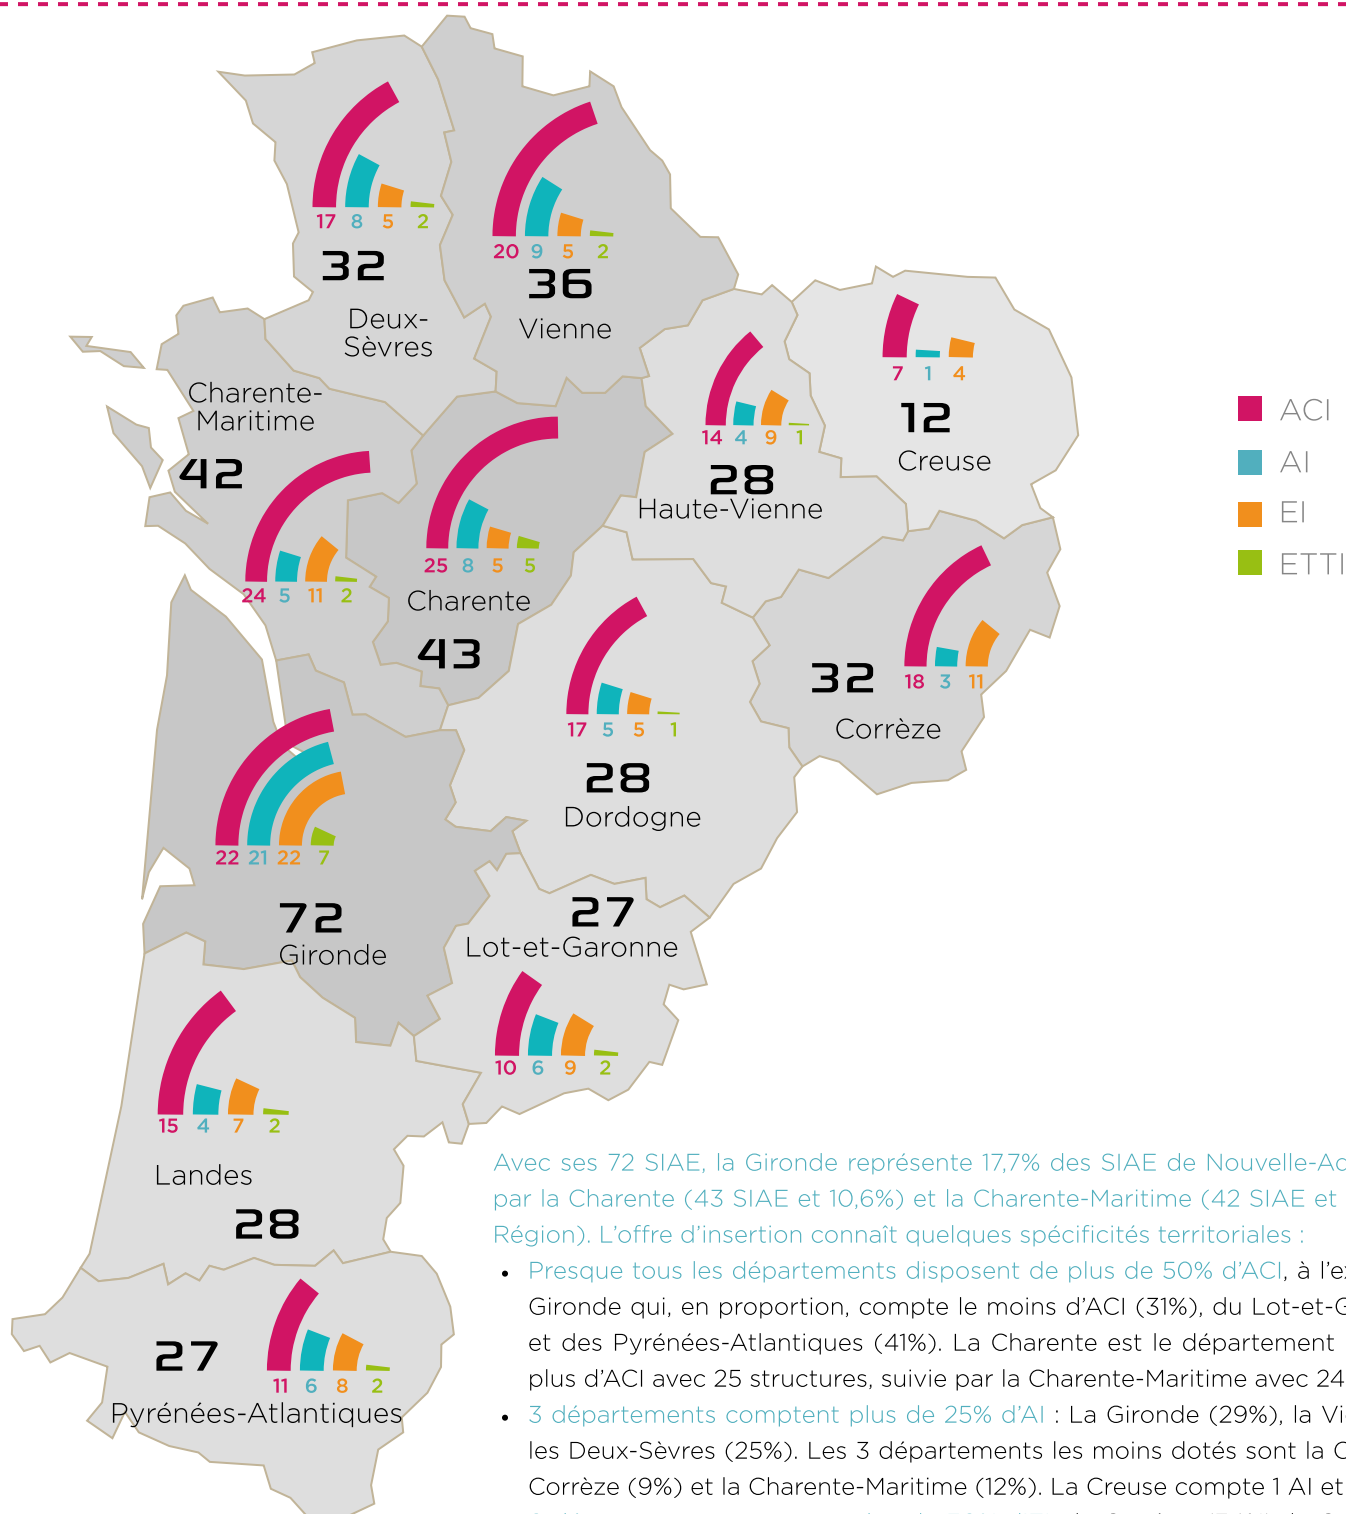 17 8 5 2
32
Deux-
Sèvres
20 9 5 2
36
Vienne
7 1 4
12
Creuse
14 4 9 1
28
Haute-Vienne
Charente-
Maritime
42
24 5 11 2
25 8 5 5
Charente
43
ACI
AI
EI
ETTI
17 5 5 1
28
Dordogne
18 3 11
32
Corrèze
22 21 22 7
72
Gironde
27
Lot-et-Garonne
10 6 9 2
15 4 7 2
Landes
28
27
11 6 8 2
Pyrénées-Atlantiques
Avec ses 72 SIAE, la Gironde représente 17,7% des SIAE de
par la Charente (43 SIAE et 10,6%) et la Charente-Maritime (42 SIAE et
Région). L'offre d'insertion connaît quelques spécificités territoriales :
• Presque tous les départements disposent de plus de 50% d'ACI, à
Gironde qui, en proportion, compte le moins d'ACI (31%), du
et des Pyrénées-Atlantiques (41%). La Charente est le département
plus d'ACI avec 25 structures, suivie par la Charente-Maritime avec 24
• 3 départements comptent plus de 25% d'AI : La Gironde (29%), la
les Deux-Sèvres (25%). Les 3 départements les moins dotés sont la
Corrèze (9%) et la Charente-Maritime (12%). La Creuse compte 1 AI et